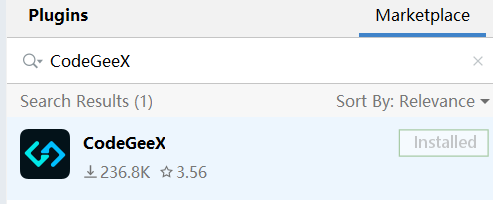 Plugins Marketplace
CodeGeeX
Search Results (1) Sort By: Relevance
CodeGeeX Installed
236.8K 3.56